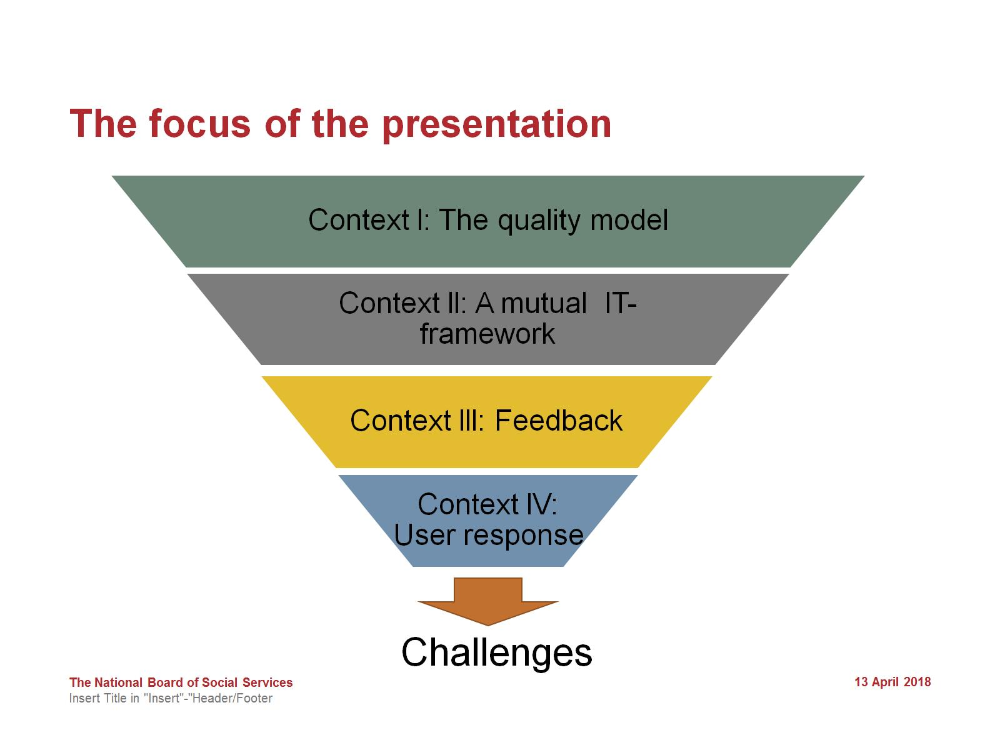 The focus of the presentation
Context I: The quality model
Context II: A mutual  IT-
framework
Context III: Feedback
Context IV:
User response
Challenges
The National Board of Social Services
Insert Title in "Insert"-"Header/Footer
13 April 2018